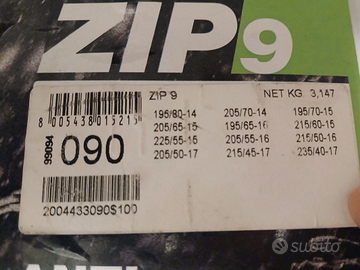 ZIP 9
ZIP 9 NET KG 3,147
195/80-14 205/70-14 195/70-15
205/65-15 195/65-16 215/60-15
225/55-15 205/55-16 215/50-16
205/50-17 215/45-17 235/40-17
8 005438 015215
99094
090
2004433090$100
subito